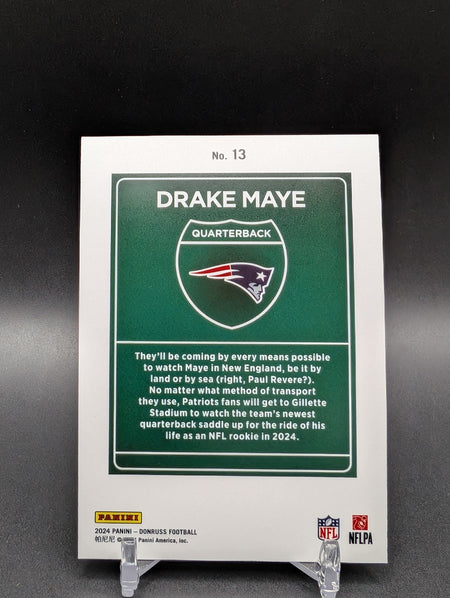 No. 13
DRAKE MAYE
QUARTERBACK
They'll be coming by every means possible
to watch Maye in New England, be it by
land or by sea (right, Paul Revere?).
No matter what method of transport
they use, Patriots fans will get to Gillette
Stadium to watch the team's newest
quarterback saddle up for the ride of his
life as an NFL rookie in 2024.
PANINI
2024 PANINI – DONRUSS FOOTBALL
帕尼尼 © Panini America, Inc.
NFL
NFLPA